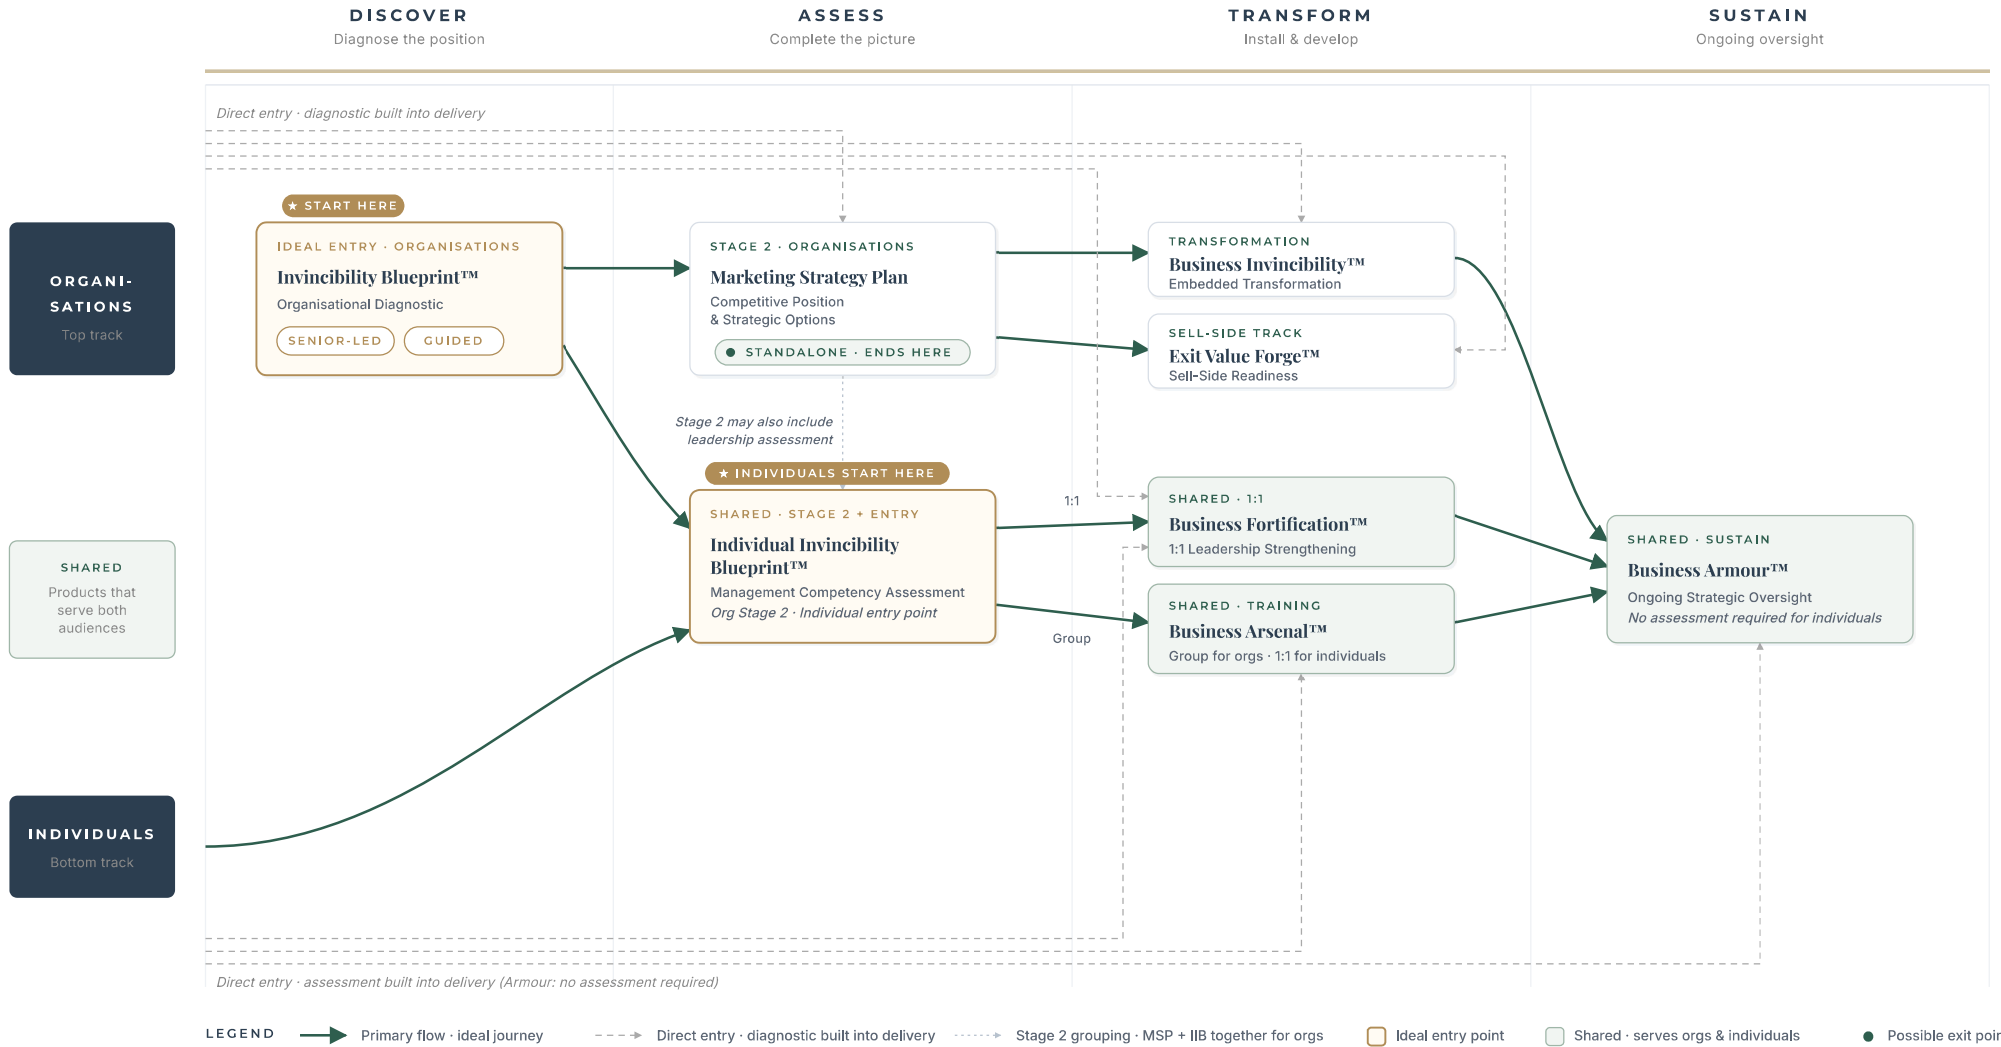 DISCOVER
Diagnose the position
ASSESS
Complete the picture
TRANSFORM
Install & develop
SUSTAIN
Ongoing oversight
Direct entry · diagnostic built into delivery
★ START HERE
ORGANI-
SATIONS
Top track
IDEAL ENTRY · ORGANISATIONS
Invincibility Blueprint™
Organisational Diagnostic
SENIOR-LED
GUIDED
STAGE 2 · ORGANISATIONS
Marketing Strategy Plan
Competitive Position
& Strategic Options
STANDALONE · ENDS HERE
TRANSFORMATION
Business Invincibility™
Embedded Transformation
SELL-SIDE TRACK
Exit Value Forge™
Sell-Side Readiness
Stage 2 may also include
leadership assessment
★ INDIVIDUALS START HERE
SHARED
Products that
serve both
audiences
SHARED · STAGE 2 + ENTRY
Individual Invincibility
Blueprint™
Management Competency Assessment
Org Stage 2 · Individual entry point
1:1
Group
SHARED · 1:1
Business Fortification™
1:1 Leadership Strengthening
SHARED · TRAINING
Business Arsenal™
Group for orgs · 1:1 for individuals
SHARED · SUSTAIN
Business Armour™
Ongoing Strategic Oversight
No assessment required for individuals
INDIVIDUALS
Bottom track
Direct entry · assessment built into delivery (Armour: no assessment required)
LEGEND
Primary flow · ideal journey
Direct entry · diagnostic built into delivery
Stage 2 grouping · MSP + IIB together for orgs
Ideal entry point
Shared · serves orgs & individuals
Possible exit